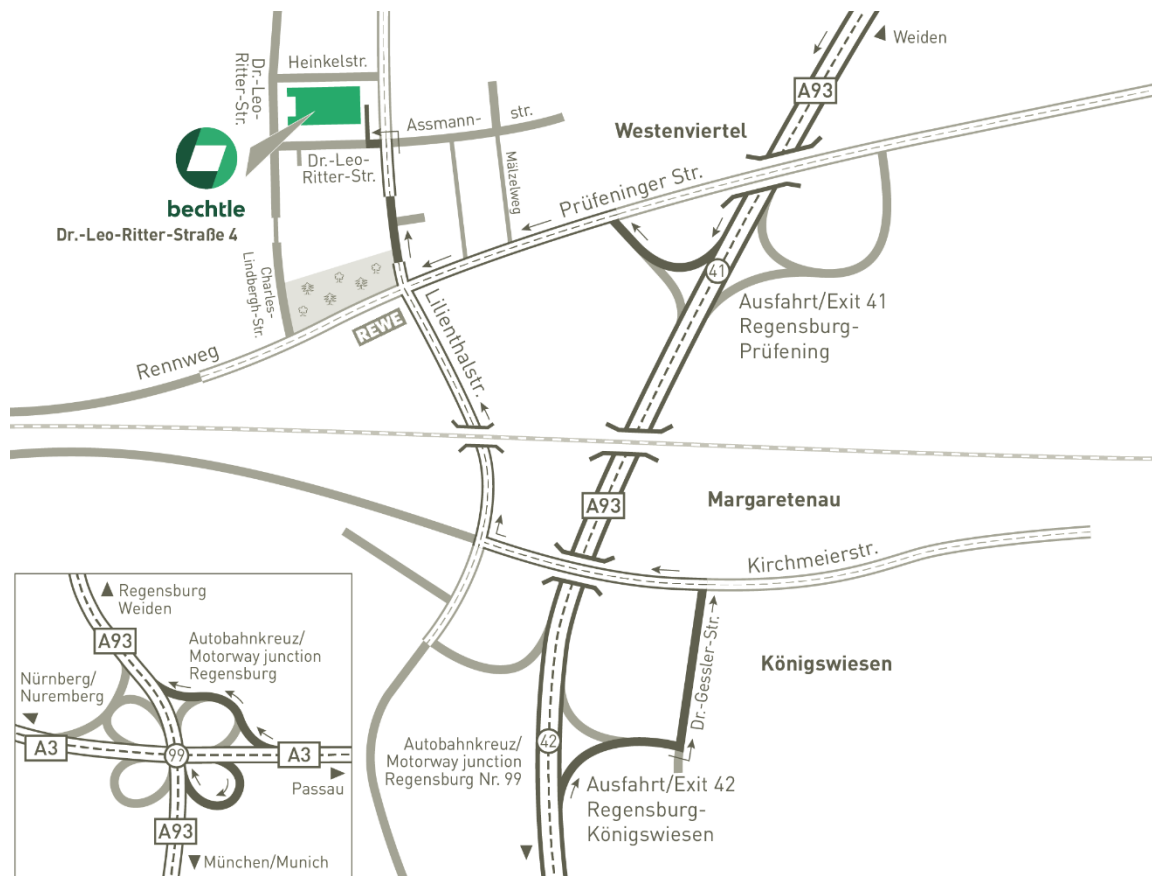 Weiden
A93
Heinkelstr.
Dr.-Leo-
Ritter-Str.
Assmann-
str.
Westenviertel
Dr.-Leo-
Ritter-Str.
Mälzelweg
Prüfeninger Str.
bechtle
Dr.-Leo-Ritter-Straße 4
Charles-
Lindbergh-Str.
41
Ausfahrt/Exit 41
Regensburg-
Prüfening
REWE
Lilienthalstr.
Rennweg
A93
Margaretenau
Kirchmeierstr.
Dr.-Gessler-Str.
Königswiesen
42
Autobahnkreuz/
Motorway junction
Regensburg Nr. 99
Ausfahrt/Exit 42
Regensburg-
Königswiesen
Regensburg
Weiden
A93
Autobahnkreuz/
Motorway junction
Regensburg
Nürnberg/
Nuremberg
A3
99
A3
Passau
A93
München/Munich